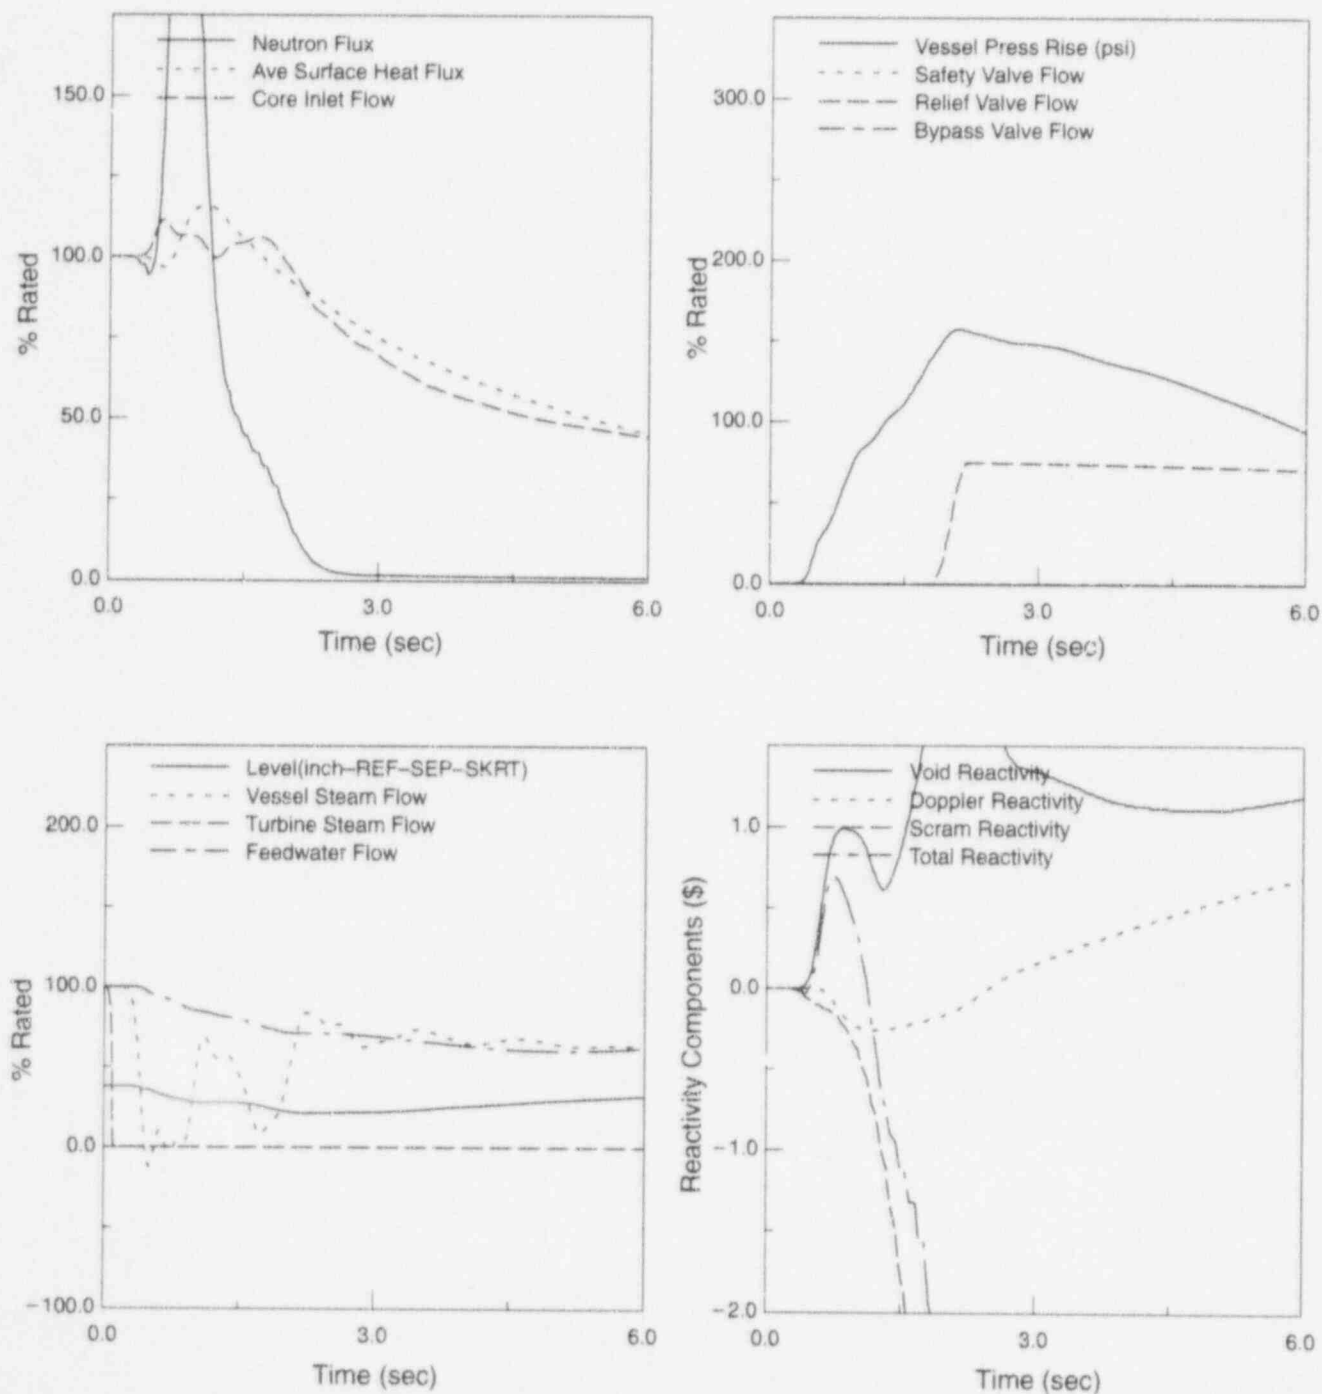 Neutron Flux
Ave Surface Heat Flux
Core Inlet Flow
150.0
100.0
50.0
0.0
% Rated
0.0
3.0
6.0
Time (sec)
Vessel Press Rise (psi)
Safety Valve Flow
Relief Valve Flow
Bypass Valve Flow
300.0
200.0
100.0
0.0
% Rated
0.0
3.0
6.0
Time (sec)
Level(inch-REF-SEP-SKRT)
Vessel Steam Flow
Turbine Steam Flow
Feedwater Flow
200.0
100.0
0.0
-100.0
% Rated
0.0
3.0
6.0
Time (sec)
Void Reactivity
Doppler Reactivity
Scram Reactivity
Total Reactivity
1.0
0.0
-1.0
-2.0
Reactivity Components ($)
0.0
3.0
6.0
Time (sec)